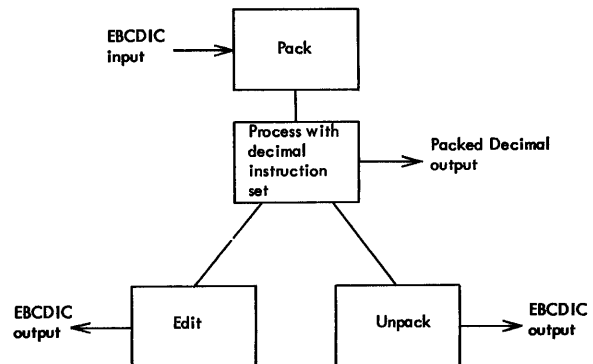 EBCDIC
input
Pack
Process with
decimal
instruction
set
Packed Decimal
output
EBCDIC
output
Edit
Unpack
EBCDIC
output